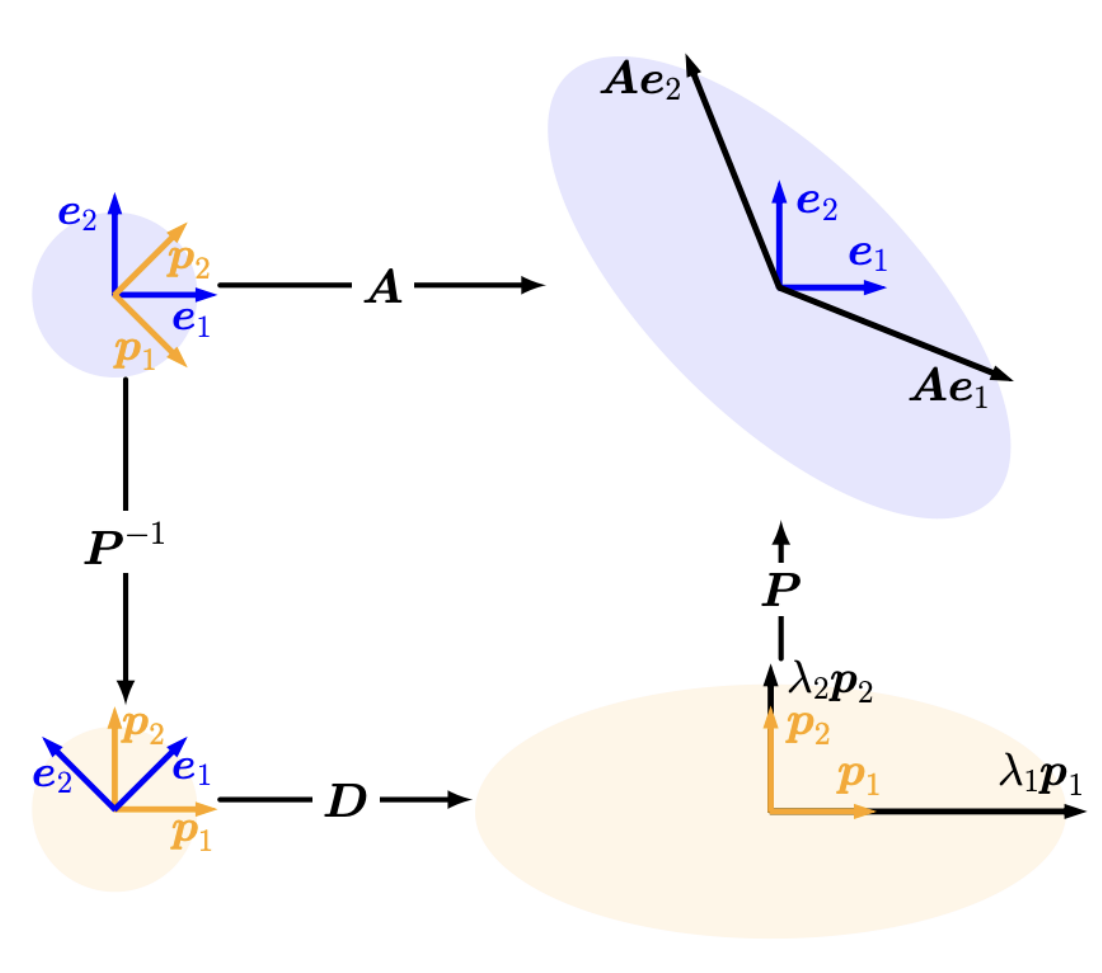 Ae₂
e₂
p₂
e₂
A
e₁
e₁
p₁
Ae₁
P⁻¹
P
λ₂p₂
p₂
p₂
e₂
e₁
p₁
λ₁p₁
D
p₁